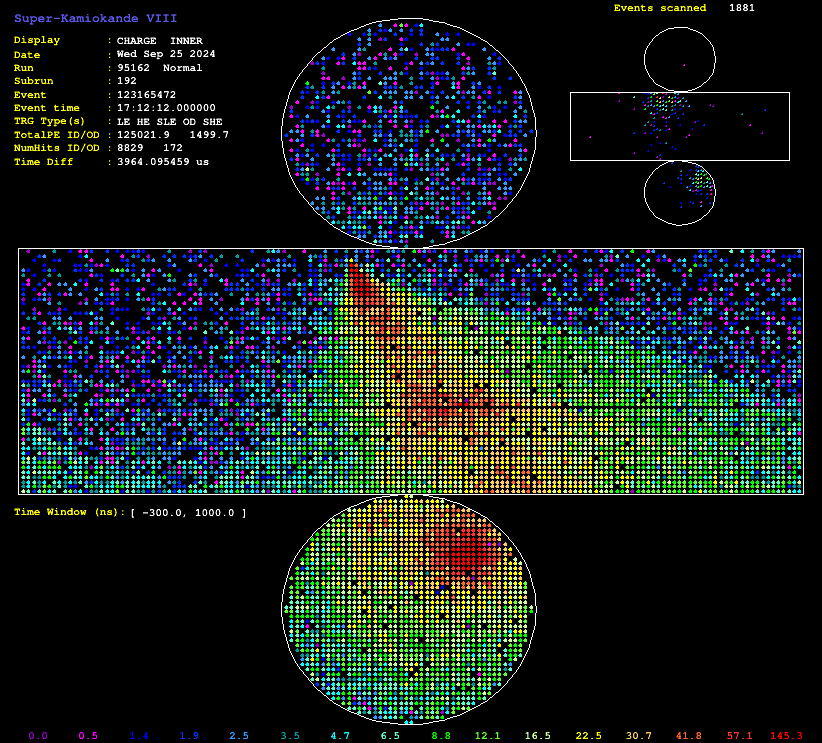 Super-Kamiokande VIII
Events scanned 1881
Display : CHARGE INNER
Date : Wed Sep 25 2024
Run : 95162 Normal
Subrun : 192
Event : 123165472
Event time : 17:12:12.000000
TRG Type(s) : LE HE SLE OD SHE
TotalPE ID/OD : 125021.9 1499.7
NumHits ID/OD : 8829 172
Time Diff : 3964.095459 us
Time Window (ns): [ -300.0, 1000.0 ]
0.0 0.5 1.4 1.9 2.5 3.5 4.7 6.5 8.8 12.1 16.5 22.5 30.7 41.8 57.1 145.3